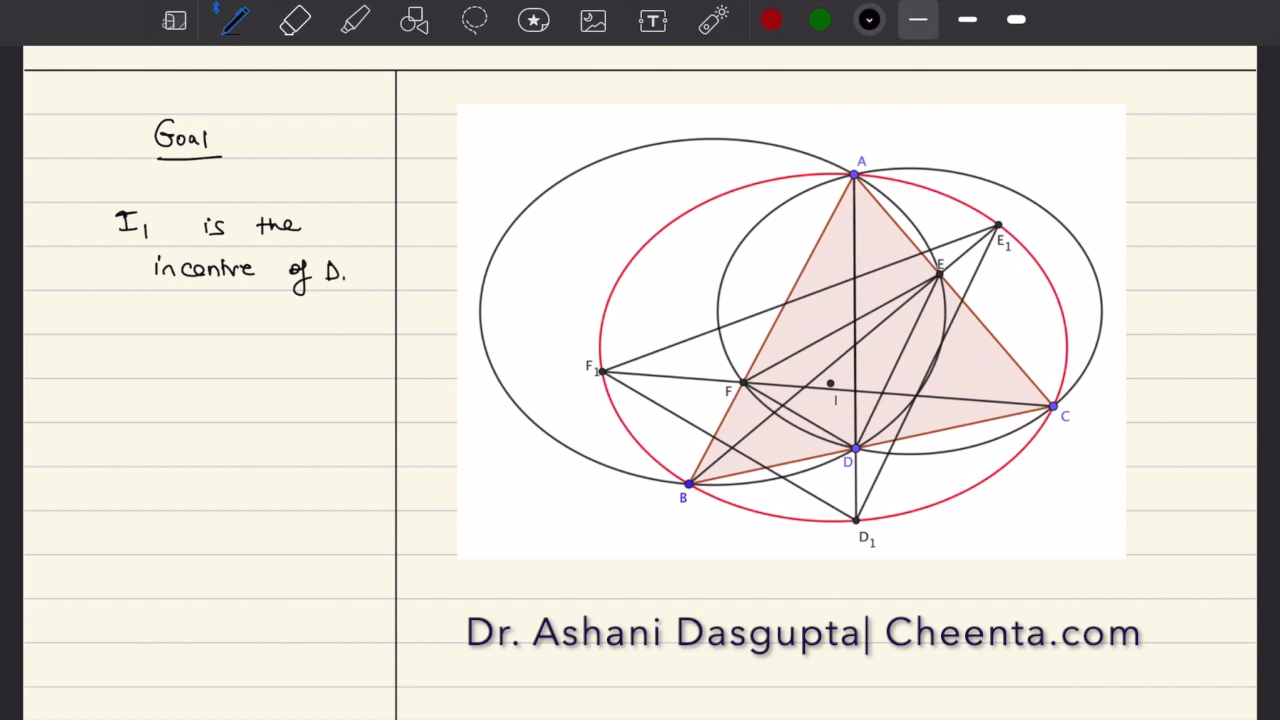 Goal
I₁ is the
incentre of D.
A
E₁
E
F₁
F
I
C
D
B
D₁
Dr. Ashani Dasgupta| Cheenta.com
T